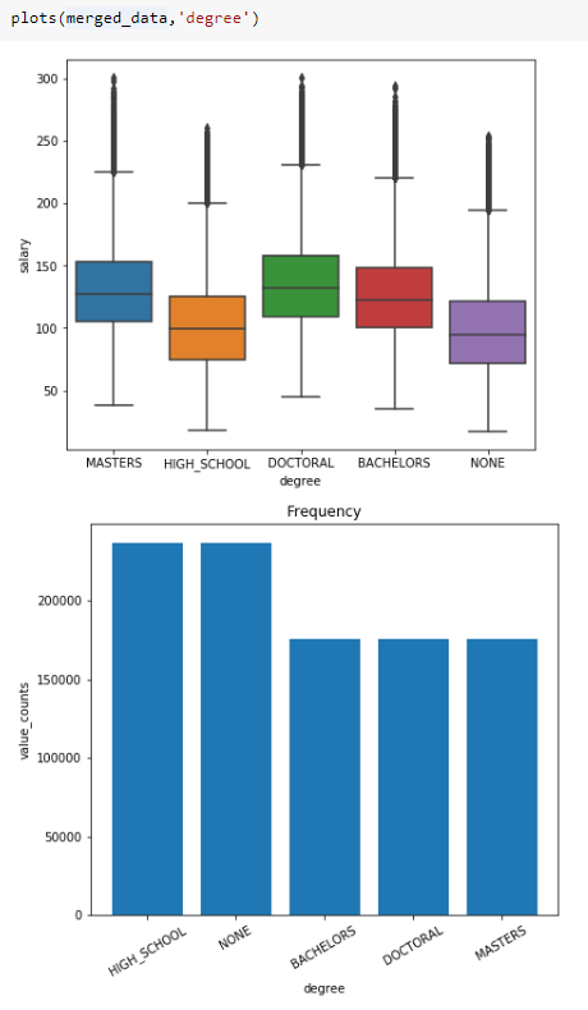 plots(merged_data,'degree')
300
250
200
150
100
50
salary
MASTERS HIGH_SCHOOL DOCTORAL BACHELORS NONE
degree
Frequency
200000
150000
100000
50000
0
value_counts
HIGH_SCHOOL NONE BACHELORS DOCTORAL MASTERS
degree